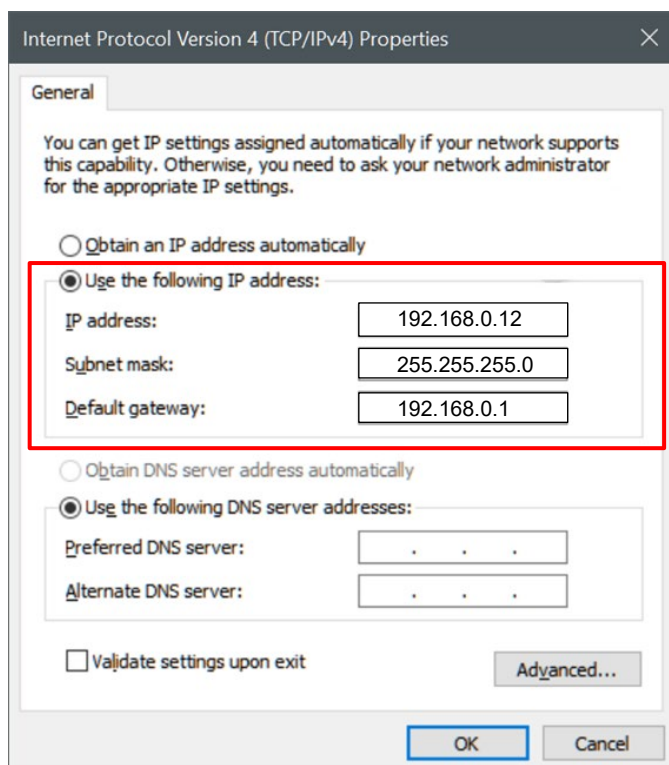 Internet Protocol Version 4 (TCP/IPv4) Properties
General
You can get IP settings assigned automatically if your network supports
this capability. Otherwise, you need to ask your network administrator
for the appropriate IP settings.
Obtain an IP address automatically
Use the following IP address:
IP address: 192.168.0.12
Subnet mask: 255.255.255.0
Default gateway: 192.168.0.1
Obtain DNS server address automatically
Use the following DNS server addresses:
Preferred DNS server: . . .
Alternate DNS server: . . .
Validate settings upon exit
Advanced...
OK Cancel